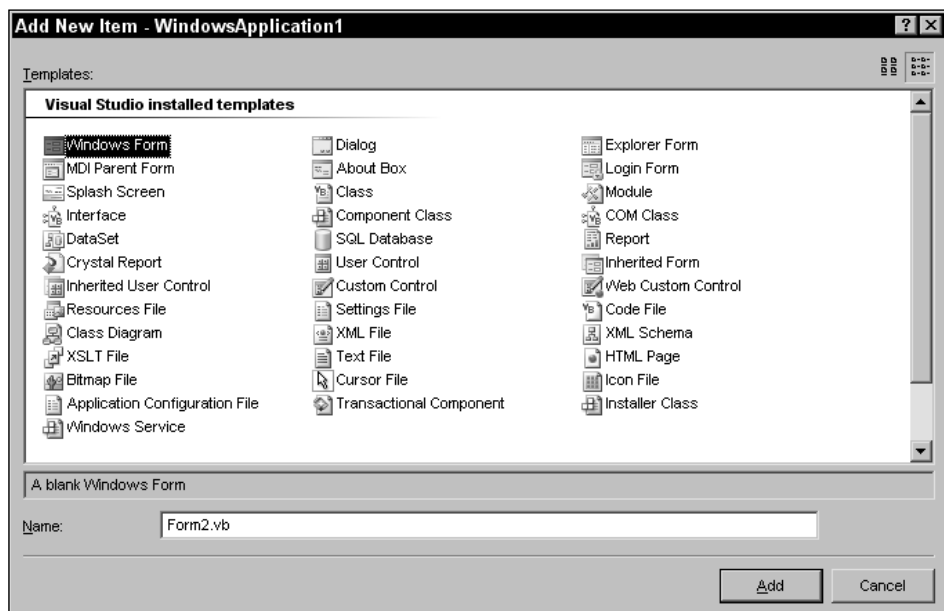 Add New Item - WindowsApplication1
Templates:
Visual Studio installed templates
Windows Form Dialog Explorer Form
MDI Parent Form About Box Login Form
Splash Screen Class Module
Interface Component Class COM Class
DataSet SQL Database Report
Crystal Report User Control Inherited Form
Inherited User Control Custom Control Web Custom Control
Resources File Settings File Code File
Class Diagram XML File XML Schema
XSLT File Text File HTML Page
Bitmap File Cursor File Icon File
Application Configuration File Transactional Component Installer Class
Windows Service
A blank Windows Form
Name: Form2.vb
Add Cancel